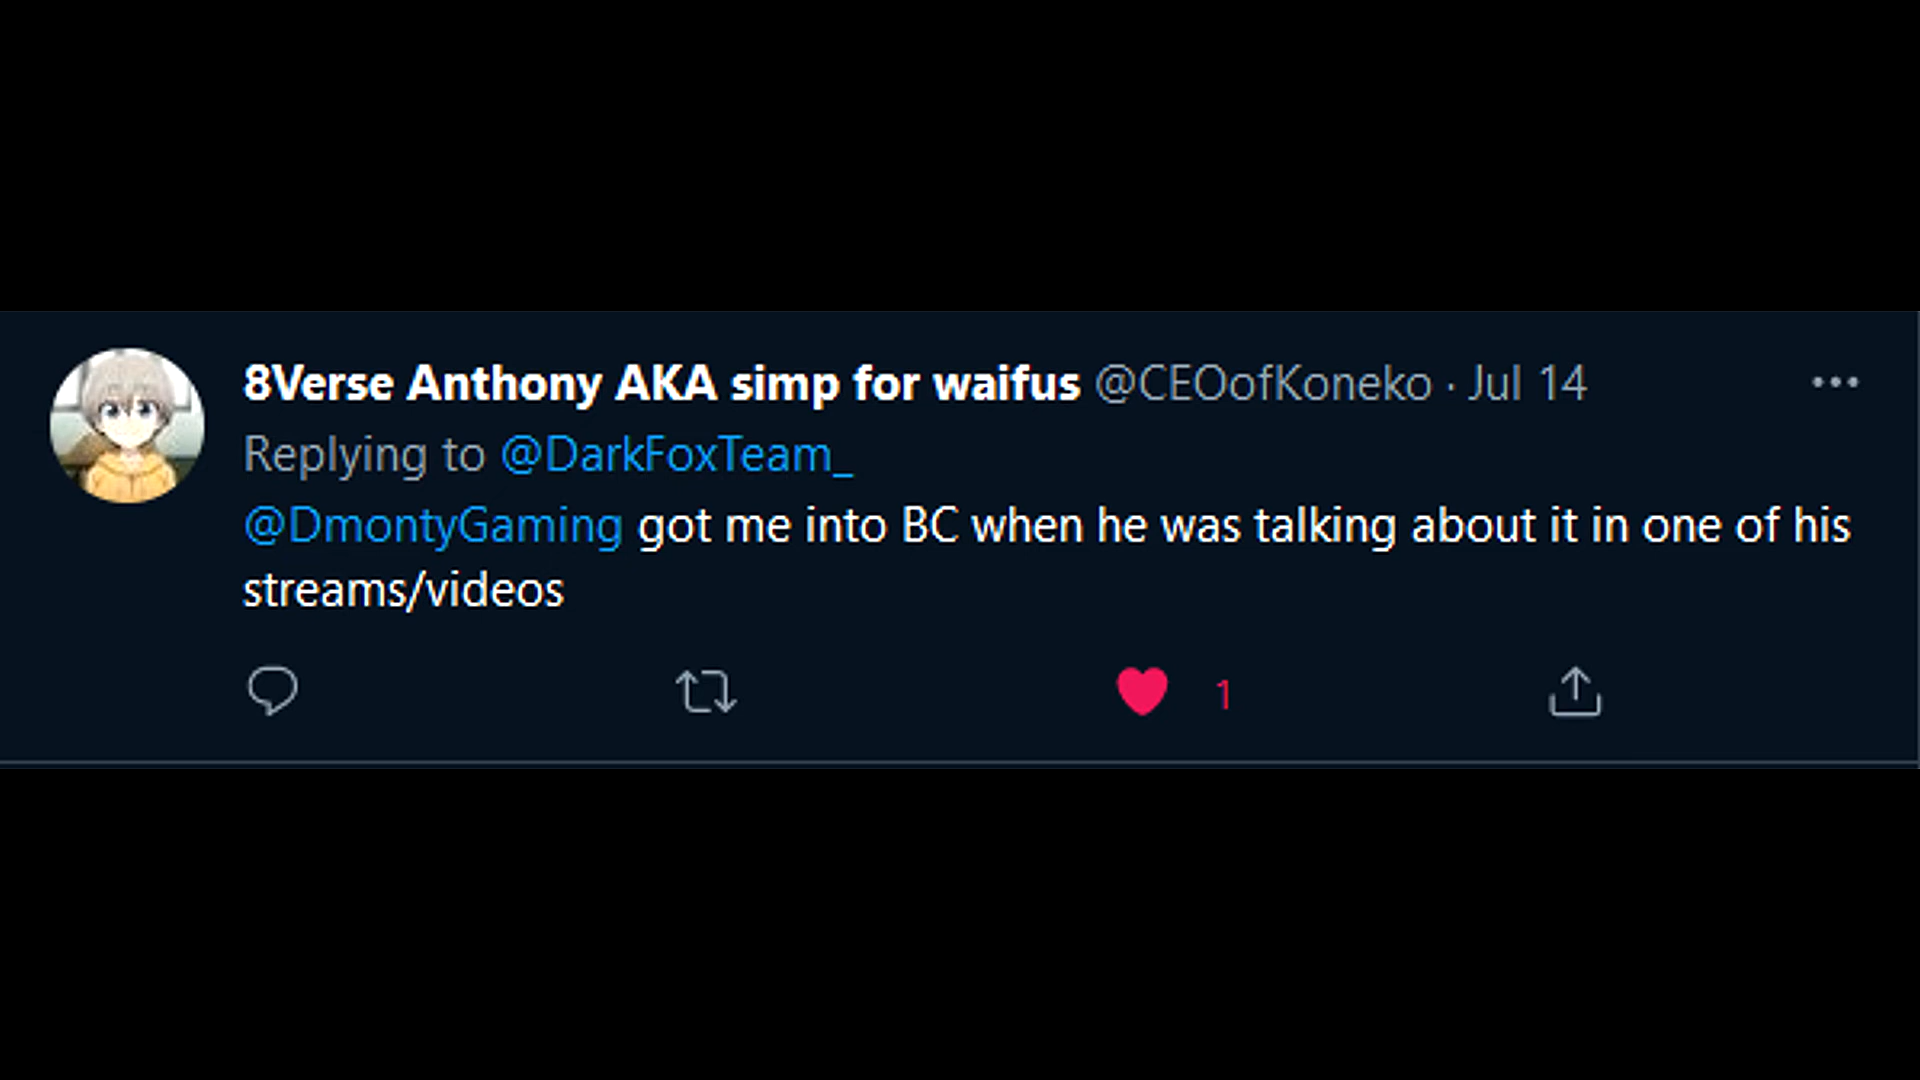 8Verse Anthony AKA simp for waifus @CEOofKoneko · Jul 14
Replying to @DarkFoxTeam_
@DmontyGaming got me into BC when he was talking about it in one of his
streams/videos
1